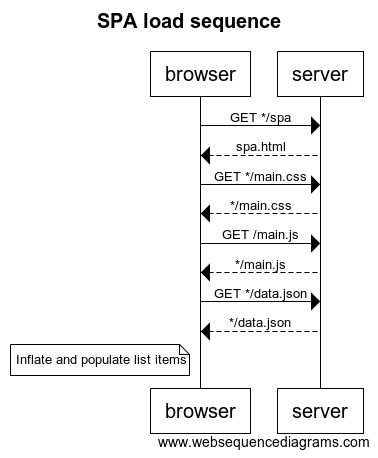 SPA load sequence
browser
server
GET */spa
spa.html
GET */main.css
*/main.css
GET /main.js
*/main.js
GET */data.json
*/data.json
Inflate and populate list items
browser
server
www.websequencediagrams.com